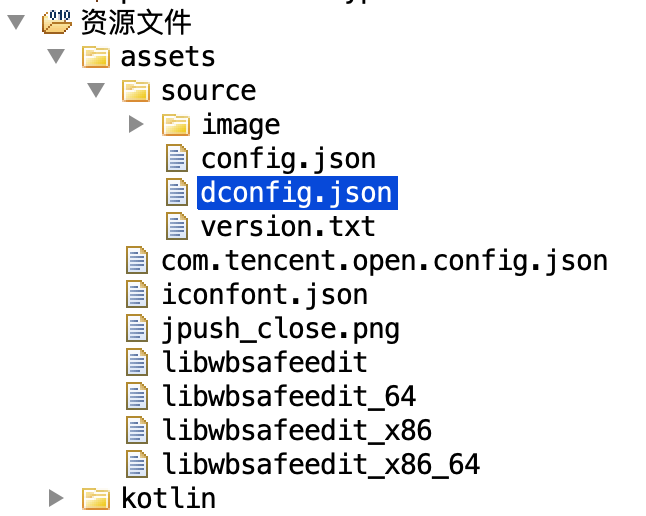 资源文件
assets
source
image
config.json
dconfig.json
version.txt
com.tencent.open.config.json
iconfont.json
jpush_close.png
libwbsafeedit
libwbsafeedit_64
libwbsafeedit_x86
libwbsafeedit_x86_64
kotlin